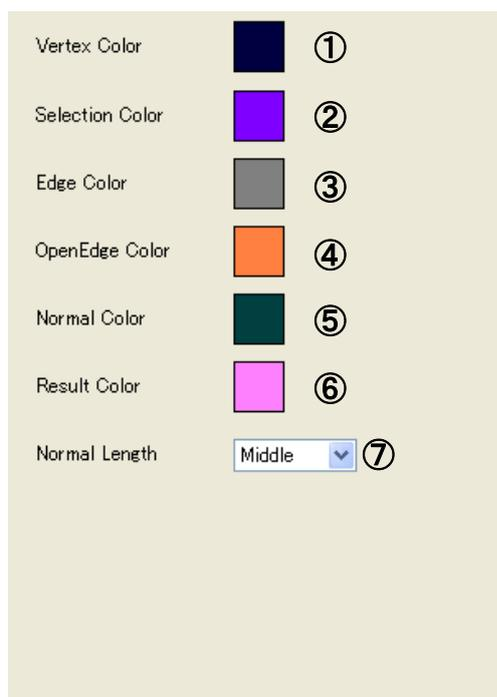 Vertex Color ①
Selection Color ②
Edge Color ③
OpenEdge Color ④
Normal Color ⑤
Result Color ⑥
Normal Length Middle ⑦